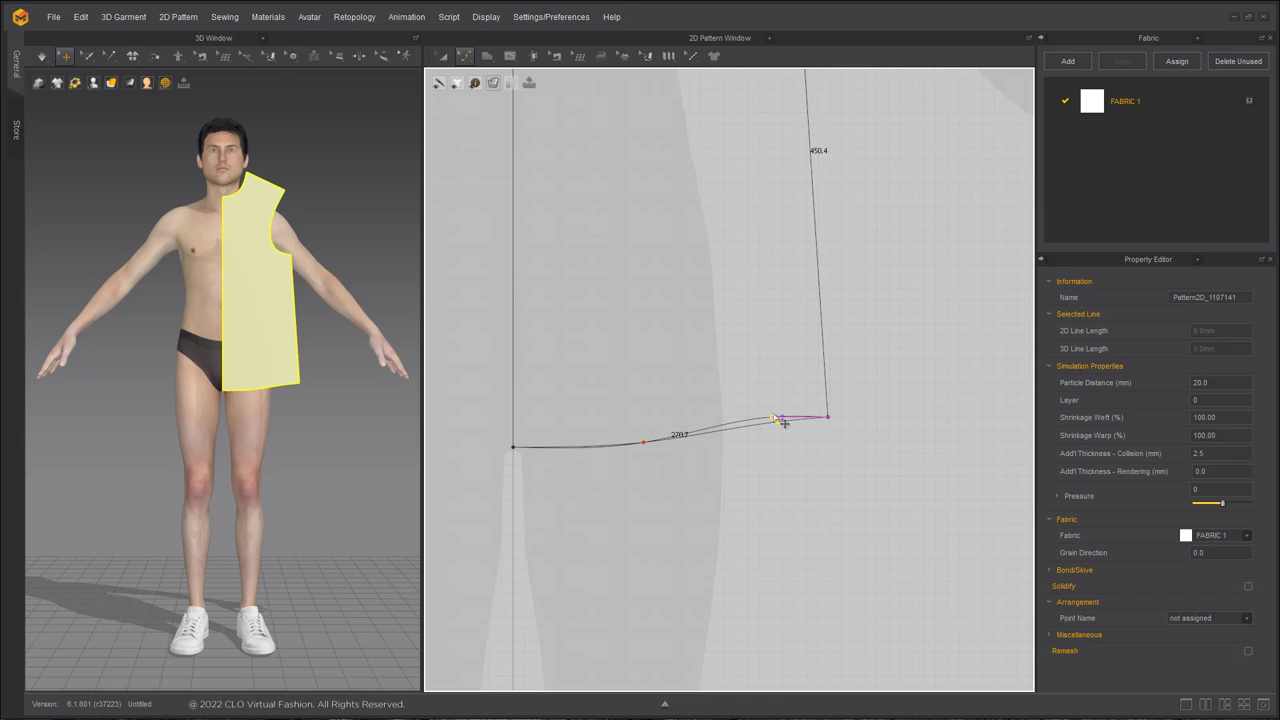 File Edit 3D Garment 2D Pattern Sewing Materials Avatar Retopology Animation Script Display Settings/Preferences Help
3D Window
2D Pattern Window
Fabric
General
Store
Add
Assign
Delete Unused
FABRIC 1
450.4
270.7
Property Editor
Information
Name Pattern2D_1107141
Selected Line
2D Line Length 0.0mm
3D Line Length 0.0mm
Simulation Properties
Particle Distance (mm) 20.0
Layer 0
Shrinkage Weft (%) 100.00
Shrinkage Warp (%) 100.00
Add'l Thickness - Collision (mm) 2.5
Add'l Thickness - Rendering (mm) 0.0
Pressure 0
Fabric
Fabric FABRIC 1
Grain Direction 0.0
Bond/Skive
Solidify
Arrangement
Point Name not assigned
Miscellaneous
Remesh
Version: 6.1.601 (r37223) Untitled @ 2022 CLO Virtual Fashion. All Rights Reserved.